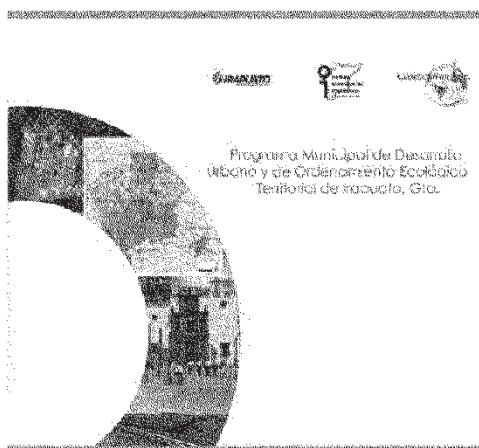 Programa Municipal de Desarrollo
Urbano y de Ordenamiento Ecológico
Territorial de Irapuato, Gto.